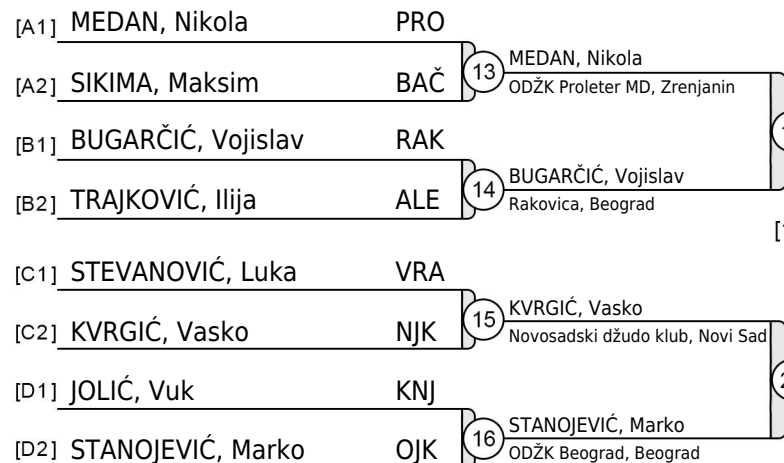 [A1] MEDAN, Nikola PRO
[A2] SIKIMA, Maksim BAČ
13 MEDAN, Nikola
ODŽK Proleter MD, Zrenjanin
[B1] BUGARČIĆ, Vojislav RAK
[B2] TRAJKOVIĆ, Ilija ALE
14 BUGARČIĆ, Vojislav
Rakovica, Beograd
[C1] STEVANOVIĆ, Luka VRA
[C2] KVRGIĆ, Vasko NJK
15 KVRGIĆ, Vasko
Novosadski džudo klub, Novi Sad
[D1] JOLIĆ, Vuk KNJ
[D2] STANOJEVIĆ, Marko OJK
16 STANOJEVIĆ, Marko
ODŽK Beograd, Beograd